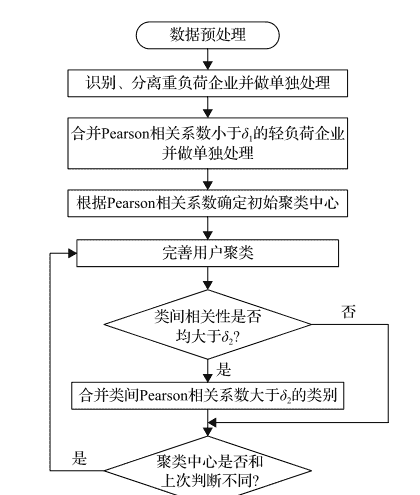 数据预处理
识别、分离重负荷企业并做单独处理
合并Pearson相关系数小于δ₁的轻负荷企业
并做单独处理
根据Pearson相关系数确定初始聚类中心
完善用户聚类
类间相关性是否
均大于δ₂?
否
是
合并类间Pearson相关系数大于δ₂的类别
是
聚类中心是否和
上次判断不同?